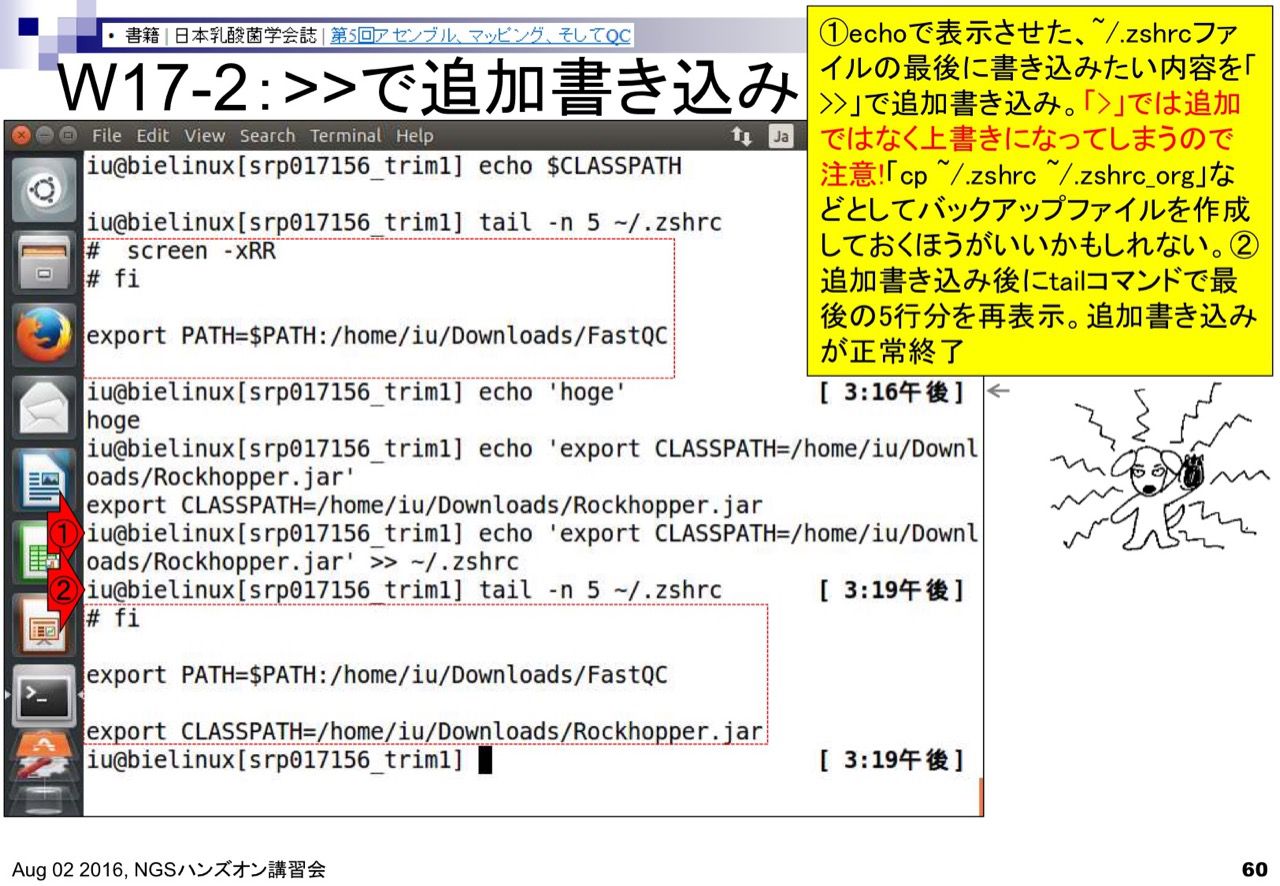 • 書籍 | 日本乳酸菌学会誌 | 第5回アセンブル、マッピング、そしてQC
W17-2：>>で追加書き込み
①echoで表示させた、~/.zshrcファ
イルの最後に書き込みたい内容を「
>>」で追加書き込み。「>」では追加
ではなく上書きになってしまうので
注意!「cp ~/.zshrc ~/.zshrc_org」な
どとしてバックアップファイルを作成
しておくほうがいいかもしれない。②
追加書き込み後にtailコマンドで最
後の5行分を再表示。追加書き込み
が正常終了
File Edit View Search Terminal Help
Ja
iu@bielinux[srp017156_trim1] echo $CLASSPATH
iu@bielinux[srp017156_trim1] tail -n 5 ~/.zshrc
#  screen -xRR
# fi
export PATH=$PATH:/home/iu/Downloads/FastQC
iu@bielinux[srp017156_trim1] echo 'hoge' [ 3:16午後]
hoge
iu@bielinux[srp017156_trim1] echo 'export CLASSPATH=/home/iu/Downl
oads/Rockhopper.jar'
export CLASSPATH=/home/iu/Downloads/Rockhopper.jar
① iu@bielinux[srp017156_trim1] echo 'export CLASSPATH=/home/iu/Downl
oads/Rockhopper.jar' >> ~/.zshrc
② iu@bielinux[srp017156_trim1] tail -n 5 ~/.zshrc [ 3:19午後]
# fi
export PATH=$PATH:/home/iu/Downloads/FastQC
export CLASSPATH=/home/iu/Downloads/Rockhopper.jar
iu@bielinux[srp017156_trim1] [ 3:19午後]
Aug 02 2016, NGSハンズオン講習会
60